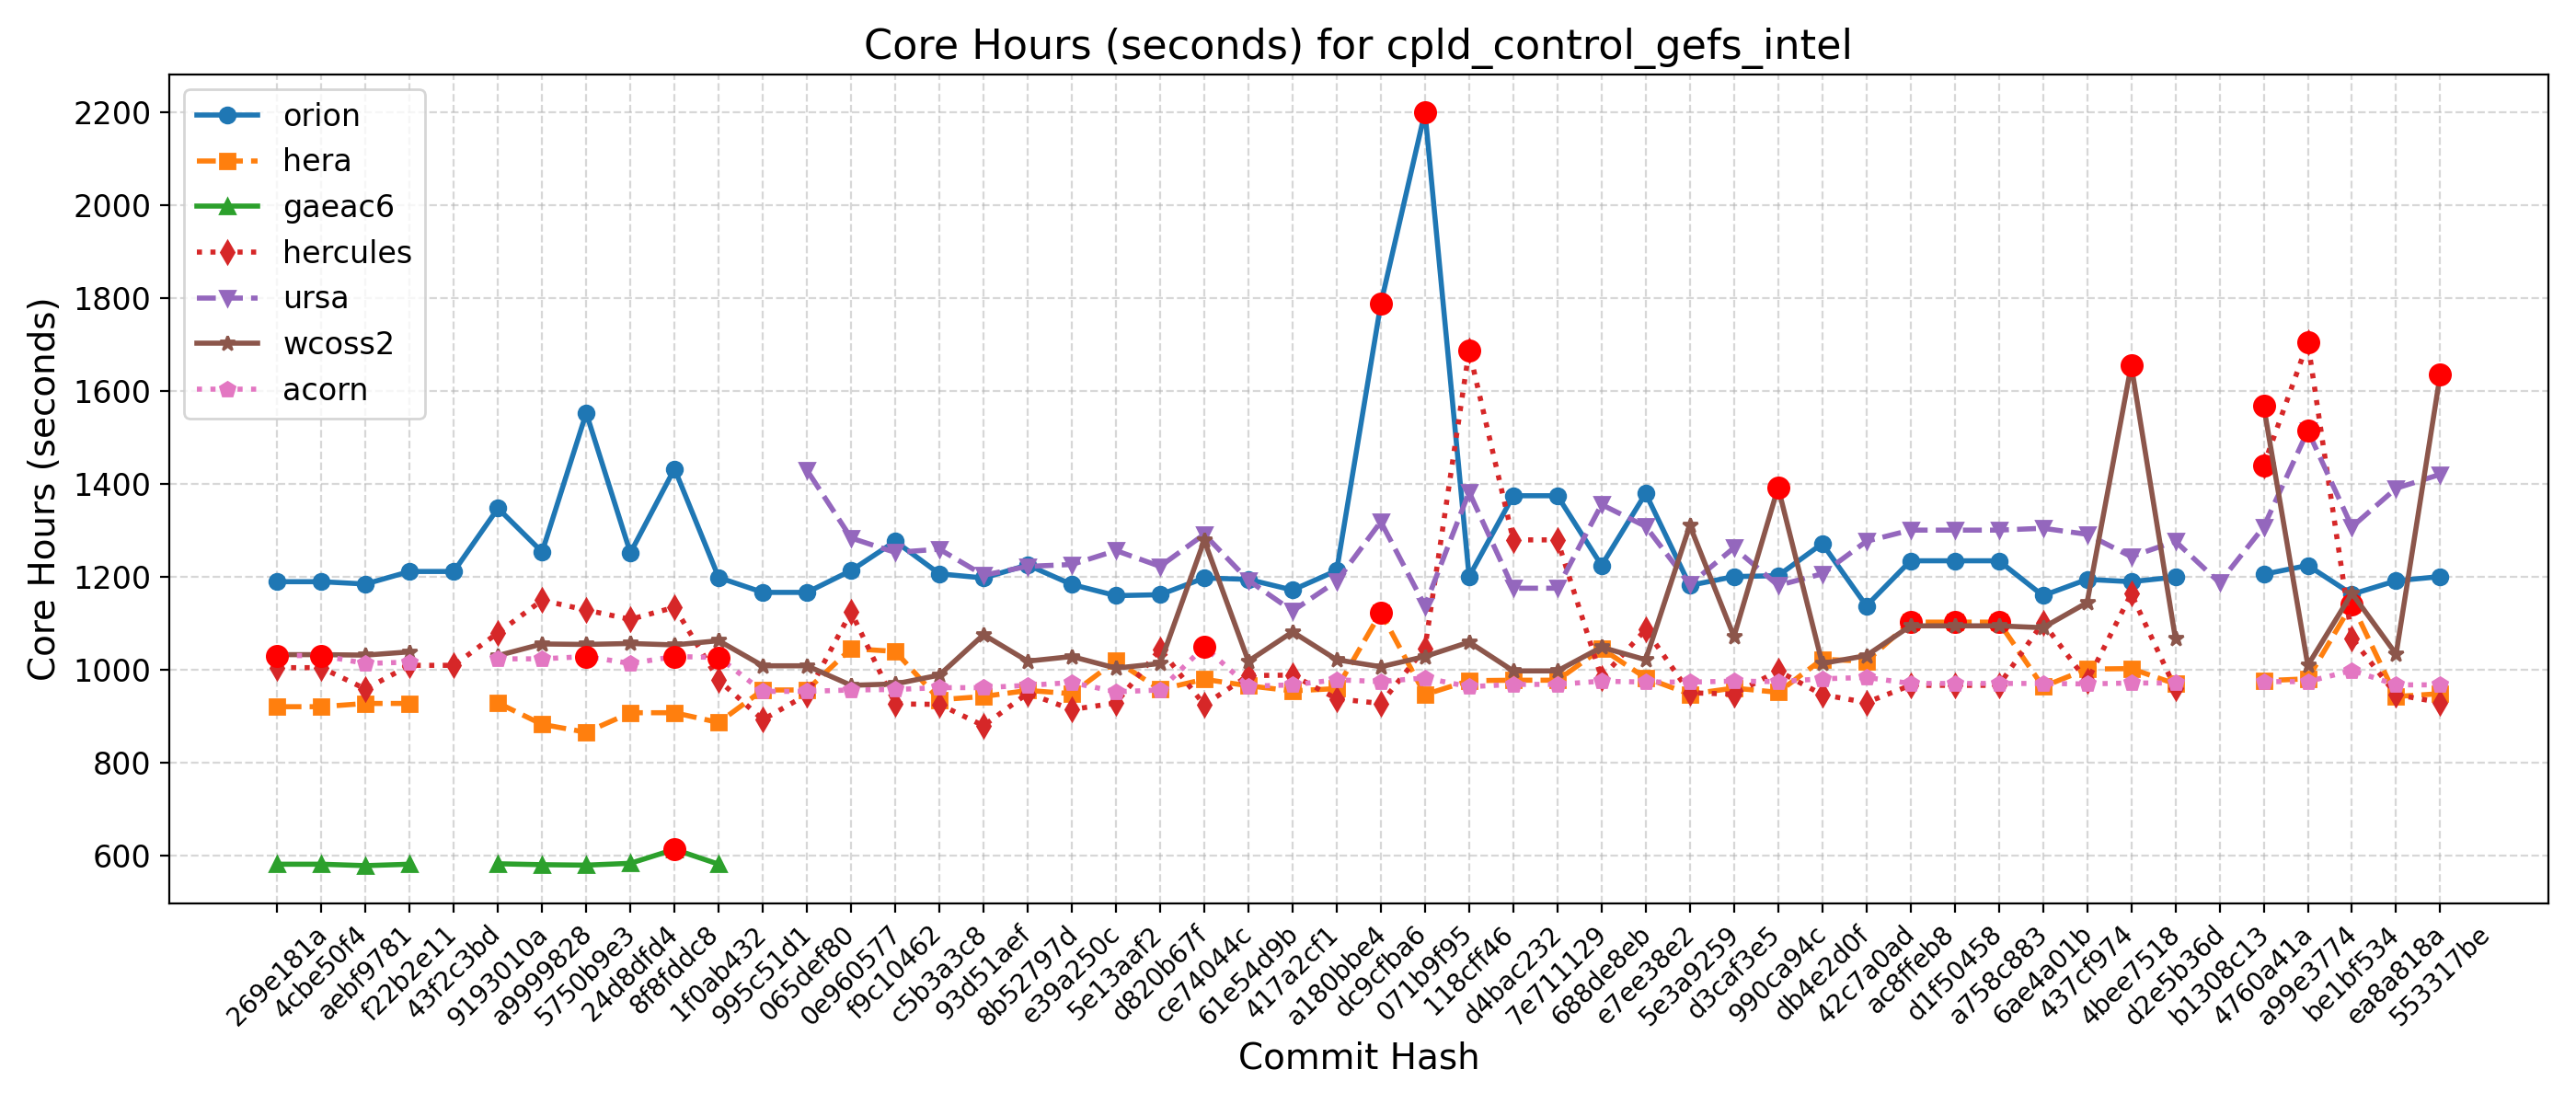 Core Hours (seconds) for cpld_control_gefs_intel
Core Hours (seconds)
2200
2000
1800
1600
1400
1200
1000
800
600
orion
hera
gaeac6
hercules
ursa
wcoss2
acorn
269e181a
4cbe50f4
aebf9781
f22b2e11
43f2c3bd
9193010a
a9999828
5750b9e3
24d8dfd4
8f8fddc8
1f0ab432
995c51d1
065def80
0e960577
f9c10462
c5b3a3c8
93d51aef
8b52797d
e39a250c
5e13aaf2
d820b67f
ce74044c
61e54d9b
417a2cf1
a180bbe4
dc9cfba6
071b9f95
118cff46
d4bac232
7e711129
688de8eb
e7ee38e2
5e3a9259
d3caf3e5
990ca94c
db4e2d0f
42c7a0ad
ac8ffeb8
d1f50458
a758c883
6ae4a01b
437cf974
4bee7518
d2e5b36d
b1308c13
4760a41a
a99e3774
be1bf534
ea8a818a
553317be
Commit Hash